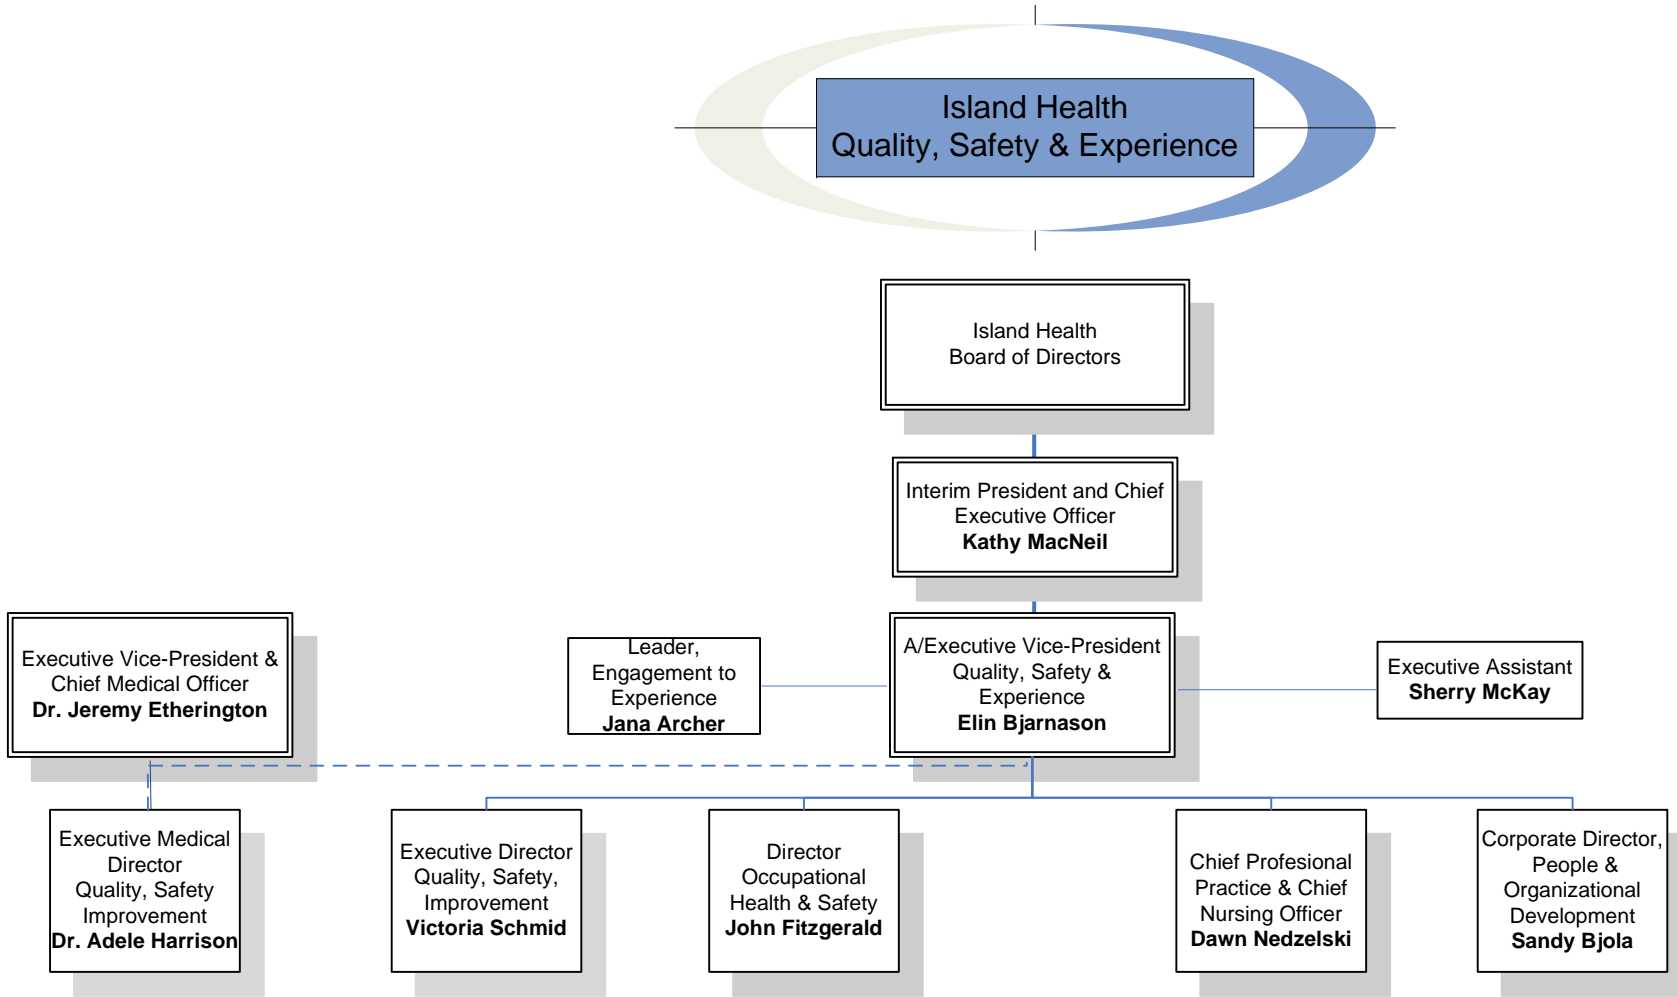 Island Health
Quality, Safety & Experience
Island Health
Board of Directors
Interim President and Chief
Executive Officer
Kathy MacNeil
Executive Vice-President &
Chief Medical Officer
Dr. Jeremy Etherington
Leader,
Engagement to
Experience
Jana Archer
A/Executive Vice-President
Quality, Safety &
Experience
Elin Bjarnason
Executive Assistant
Sherry McKay
Executive Medical
Director
Quality, Safety
Improvement
Dr. Adele Harrison
Executive Director
Quality, Safety,
Improvement
Victoria Schmid
Director
Occupational
Health & Safety
John Fitzgerald
Chief Profesional
Practice & Chief
Nursing Officer
Dawn Nedzelski
Corporate Director,
People &
Organizational
Development
Sandy Bjola